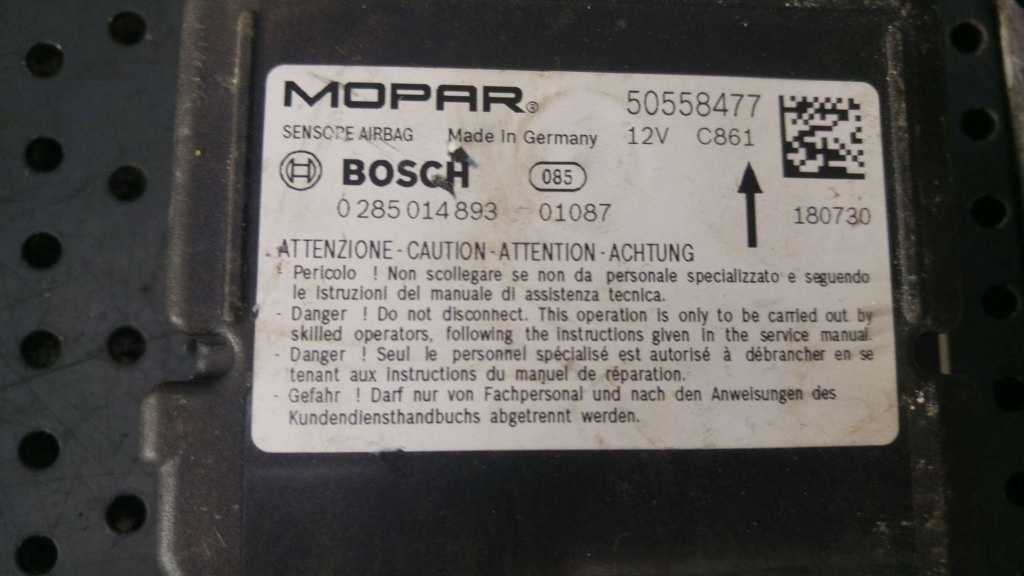 MOPAR® 50558477
SENSORE AIRBAG Made in Germany 12V C861
BOSCH 085
0 285 014 893 01087 180730
ATTENZIONE - CAUTION - ATTENTION - ACHTUNG
- Pericolo ! Non scollegare se non da personale specializzato e seguendo
le istruzioni del manuale di assistenza tecnica.
- Danger ! Do not disconnect. This operation is only to be carried out by
skilled operators, following the instructions given in the service manual.
- Danger ! Seul le personnel spécialisé est autorisé à débrancher en se
tenant aux instructions du manuel de réparation.
- Gefahr ! Darf nur von Fachpersonal und nach den Anweisungen des
Kundendiensthandbuchs abgetrennt werden.